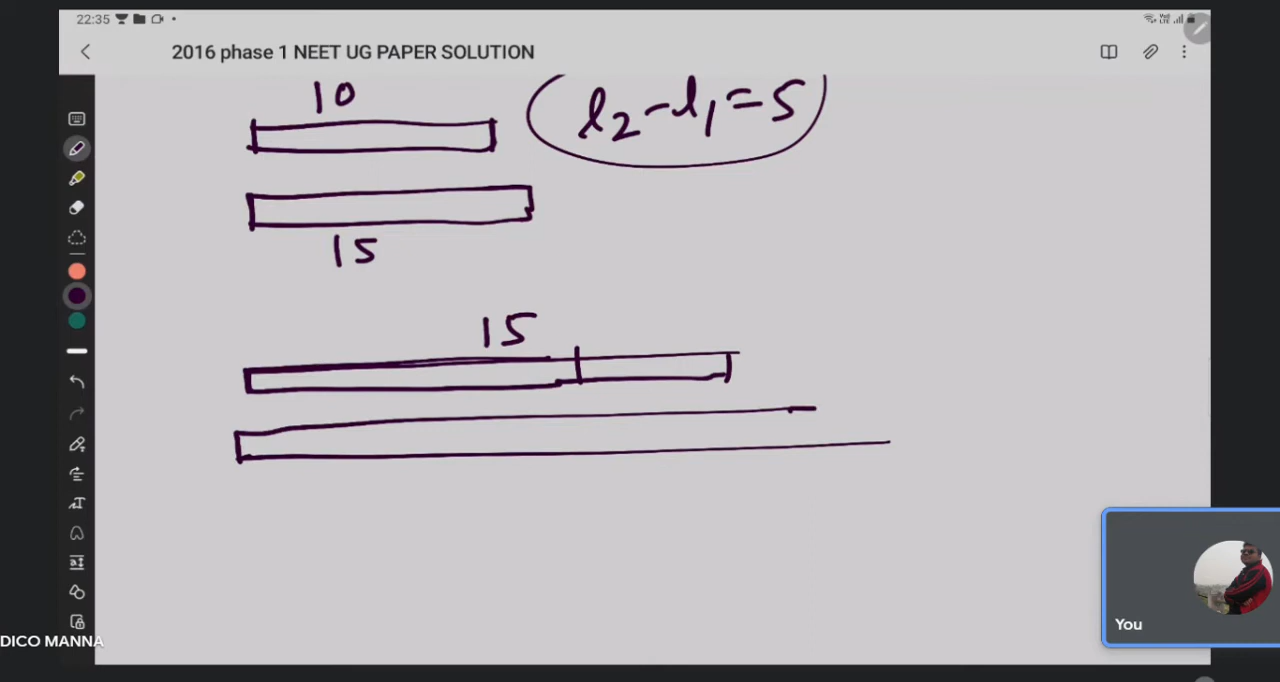 22:35
2016 phase 1 NEET UG PAPER SOLUTION
10
l2-l1=5
15
15
You
DICO MANNA